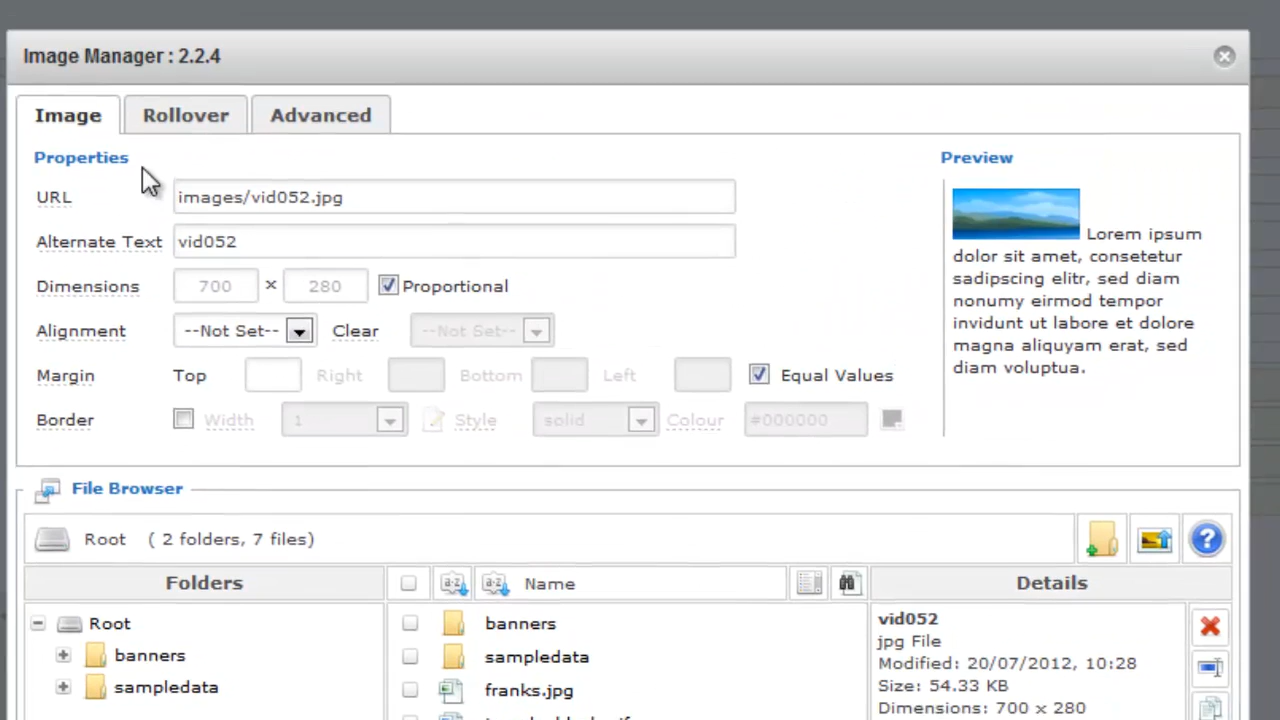 Image Manager : 2.2.4
Image Rollover Advanced
Properties
URL images/vid052.jpg
Alternate Text vid052
Dimensions 700 × 280 Proportional
Alignment --Not Set-- Clear --Not Set--
Margin Top Right Bottom Left Equal Values
Border Width 1 Style solid Colour #000000
Preview
Lorem ipsum
dolor sit amet, consetetur
sadipscing elitr, sed diam
nonumy eirmod tempor
invidunt ut labore et dolore
magna aliquyam erat, sed
diam voluptua.
File Browser
Root ( 2 folders, 7 files)
Folders Name Details
Root
banners
sampledata
banners
sampledata
franks.jpg
vid052
jpg File
Modified: 20/07/2012, 10:28
Size: 54.33 KB
Dimensions: 700 x 280